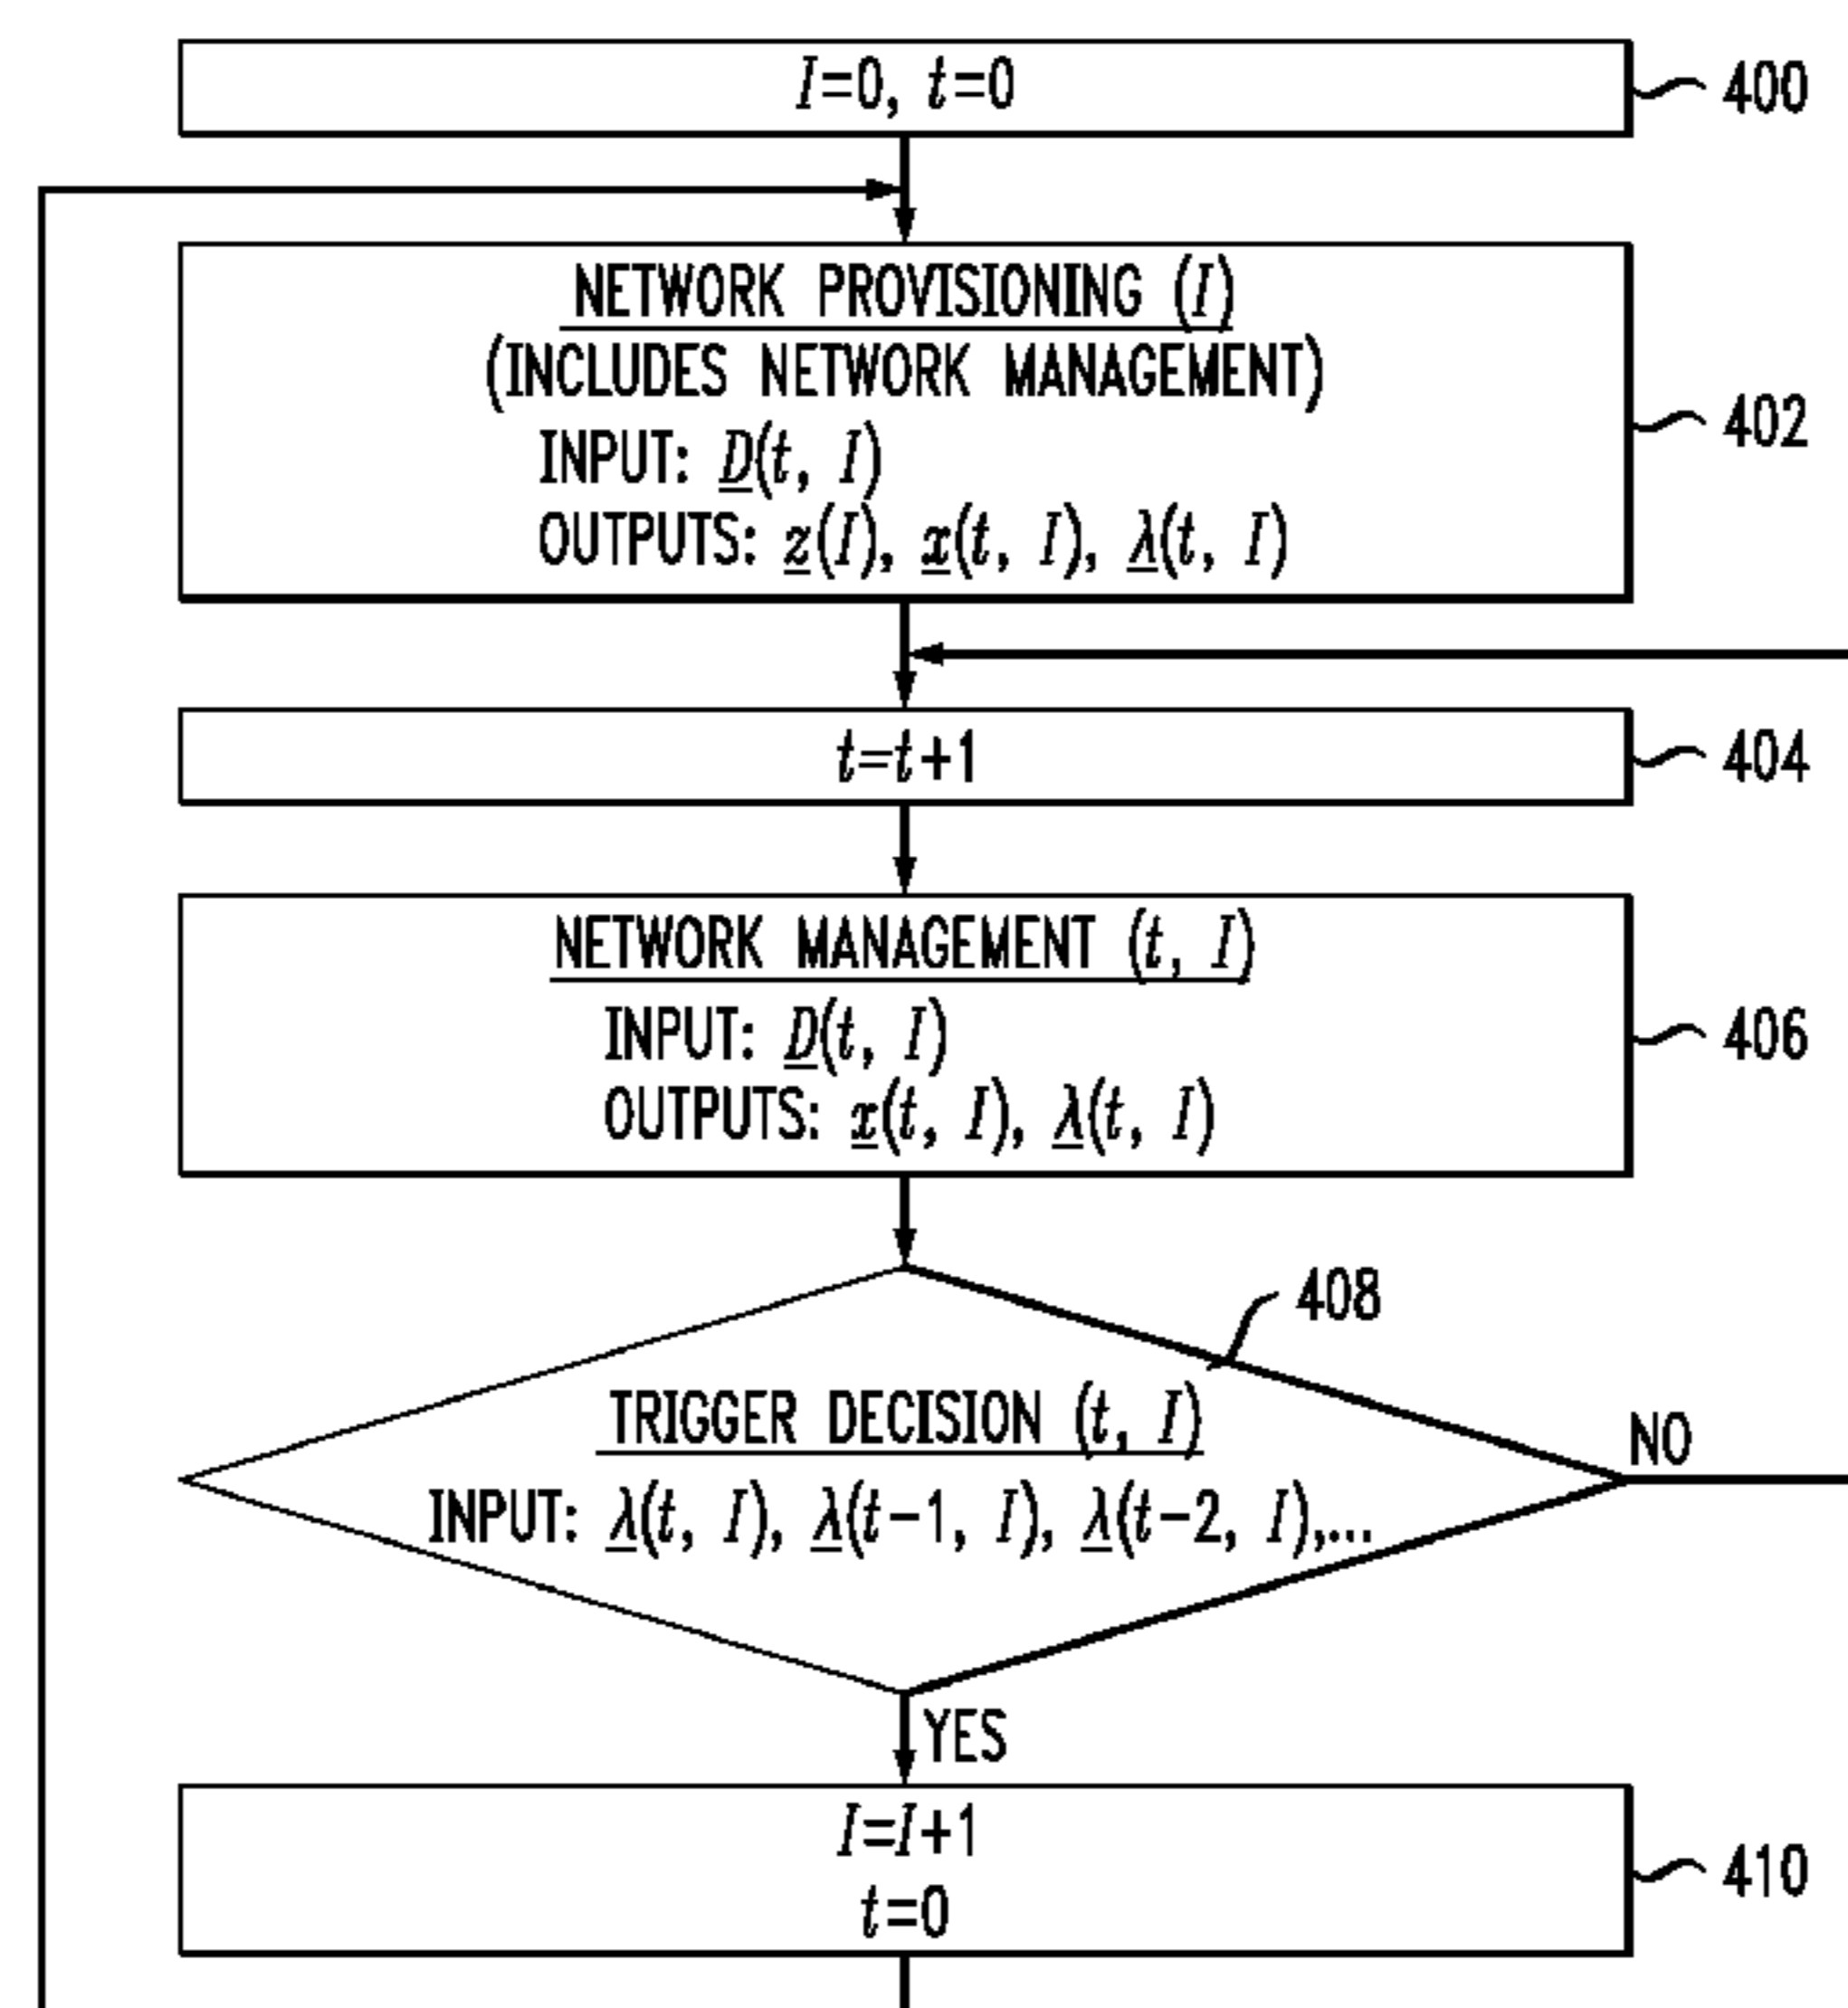 I=0, t=0
400
NETWORK PROVISIONING (I)
(INCLUDES NETWORK MANAGEMENT)
INPUT: D(t, I)
OUTPUTS: z(I), x(t, I), λ(t, I)
402
t=t+1
404
NETWORK MANAGEMENT (t, I)
INPUT: D(t, I)
OUTPUTS: x(t, I), λ(t, I)
406
408
TRIGGER DECISION (t, I)
INPUT: λ(t, I), λ(t-1, I), λ(t-2, I),...
NO
YES
I=I+1
t=0
410